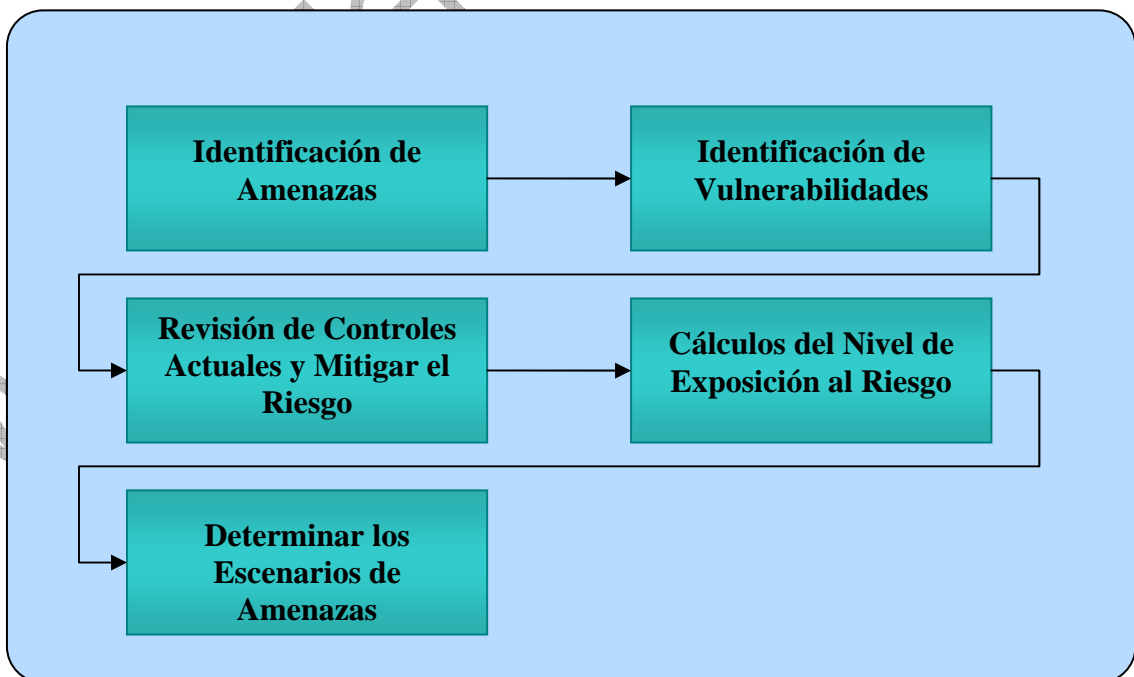 Identificación de
Amenazas
Identificación de
Vulnerabilidades
Revisión de Controles
Actuales y Mitigar el
Riesgo
Cálculos del Nivel de
Exposición al Riesgo
Determinar los
Escenarios de
Amenazas